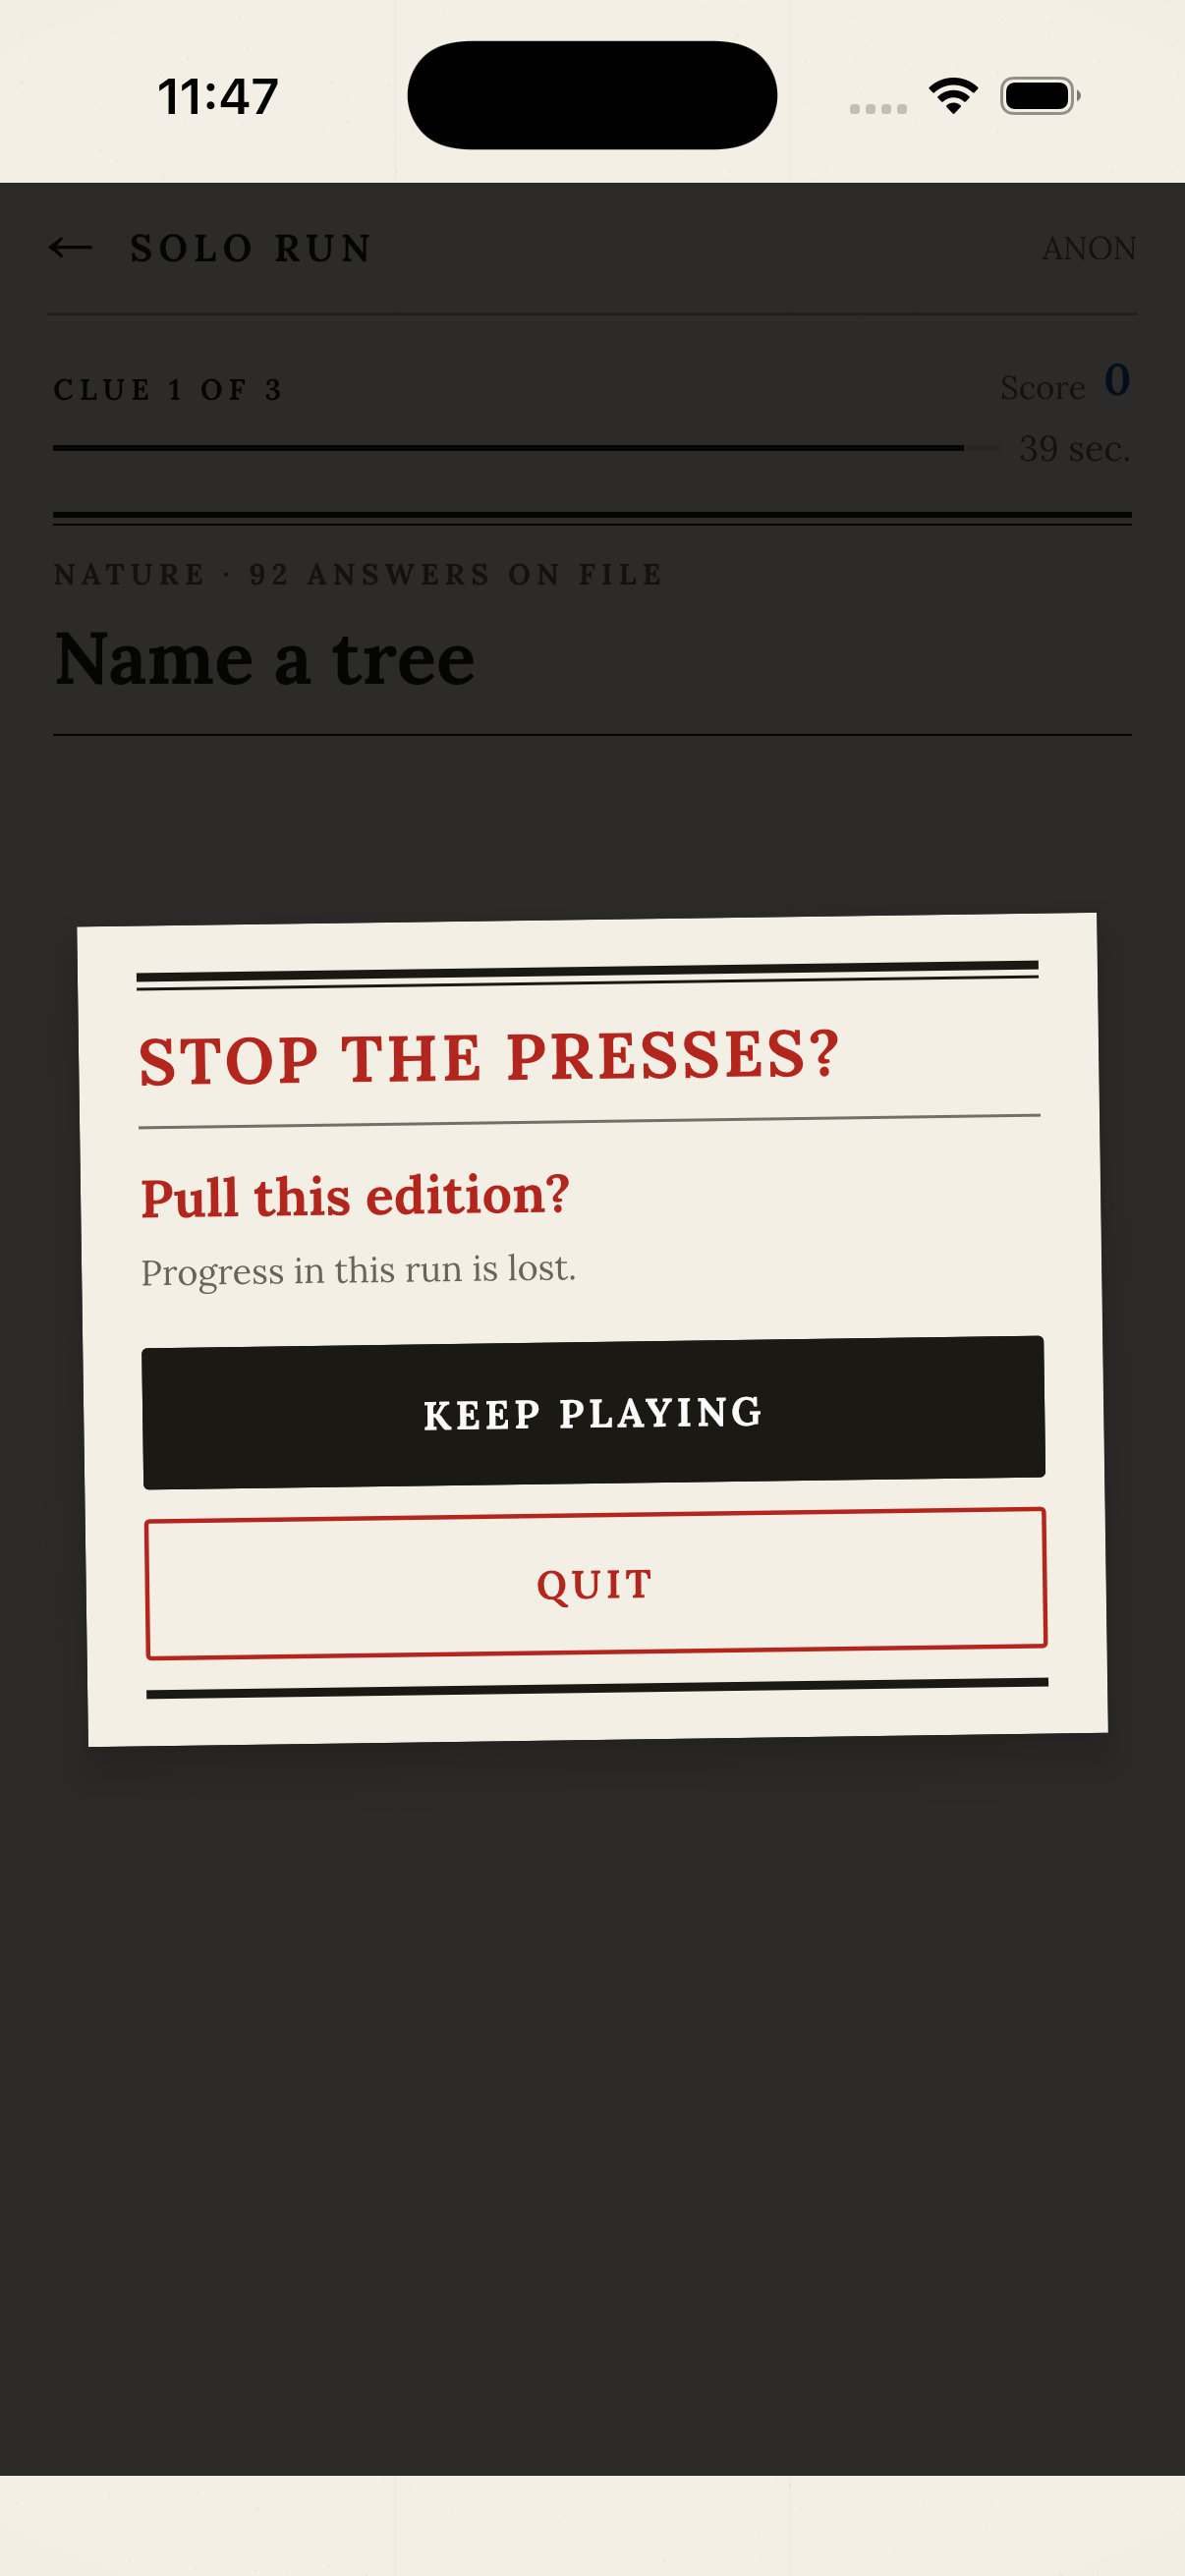 11:47
← SOLO RUN ANON
CLUE 1 OF 3 Score 0
39 sec.
NATURE · 92 ANSWERS ON FILE
Name a tree
STOP THE PRESSES?
Pull this edition?
Progress in this run is lost.
KEEP PLAYING
QUIT